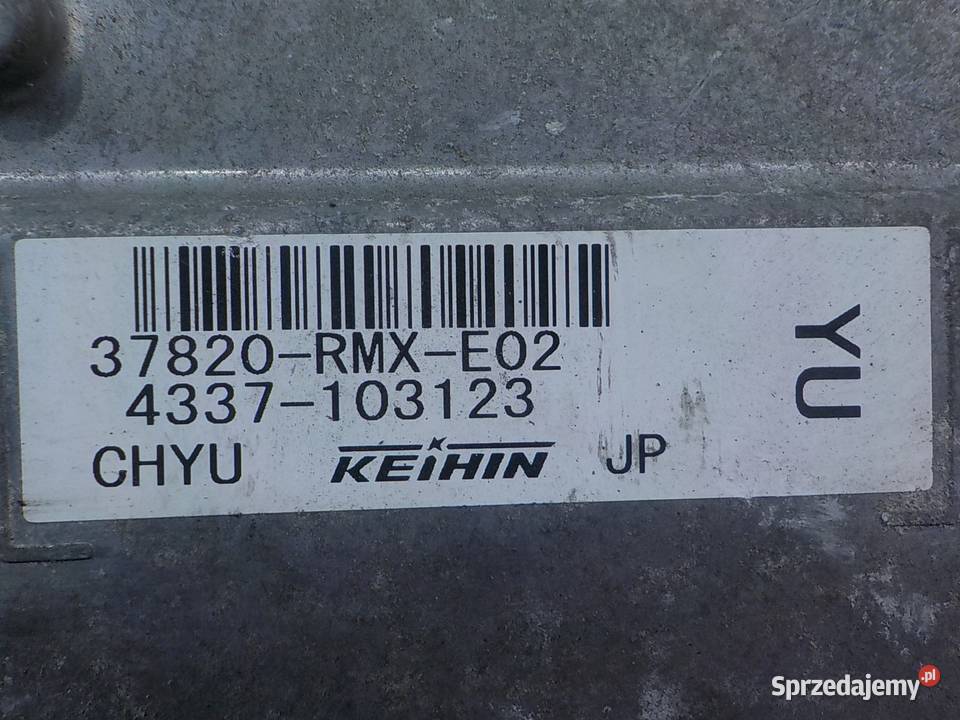 37820-RMX-E02
4337-103123
CHYU KEIHIN JP
YU
Sprzedajemy.pl